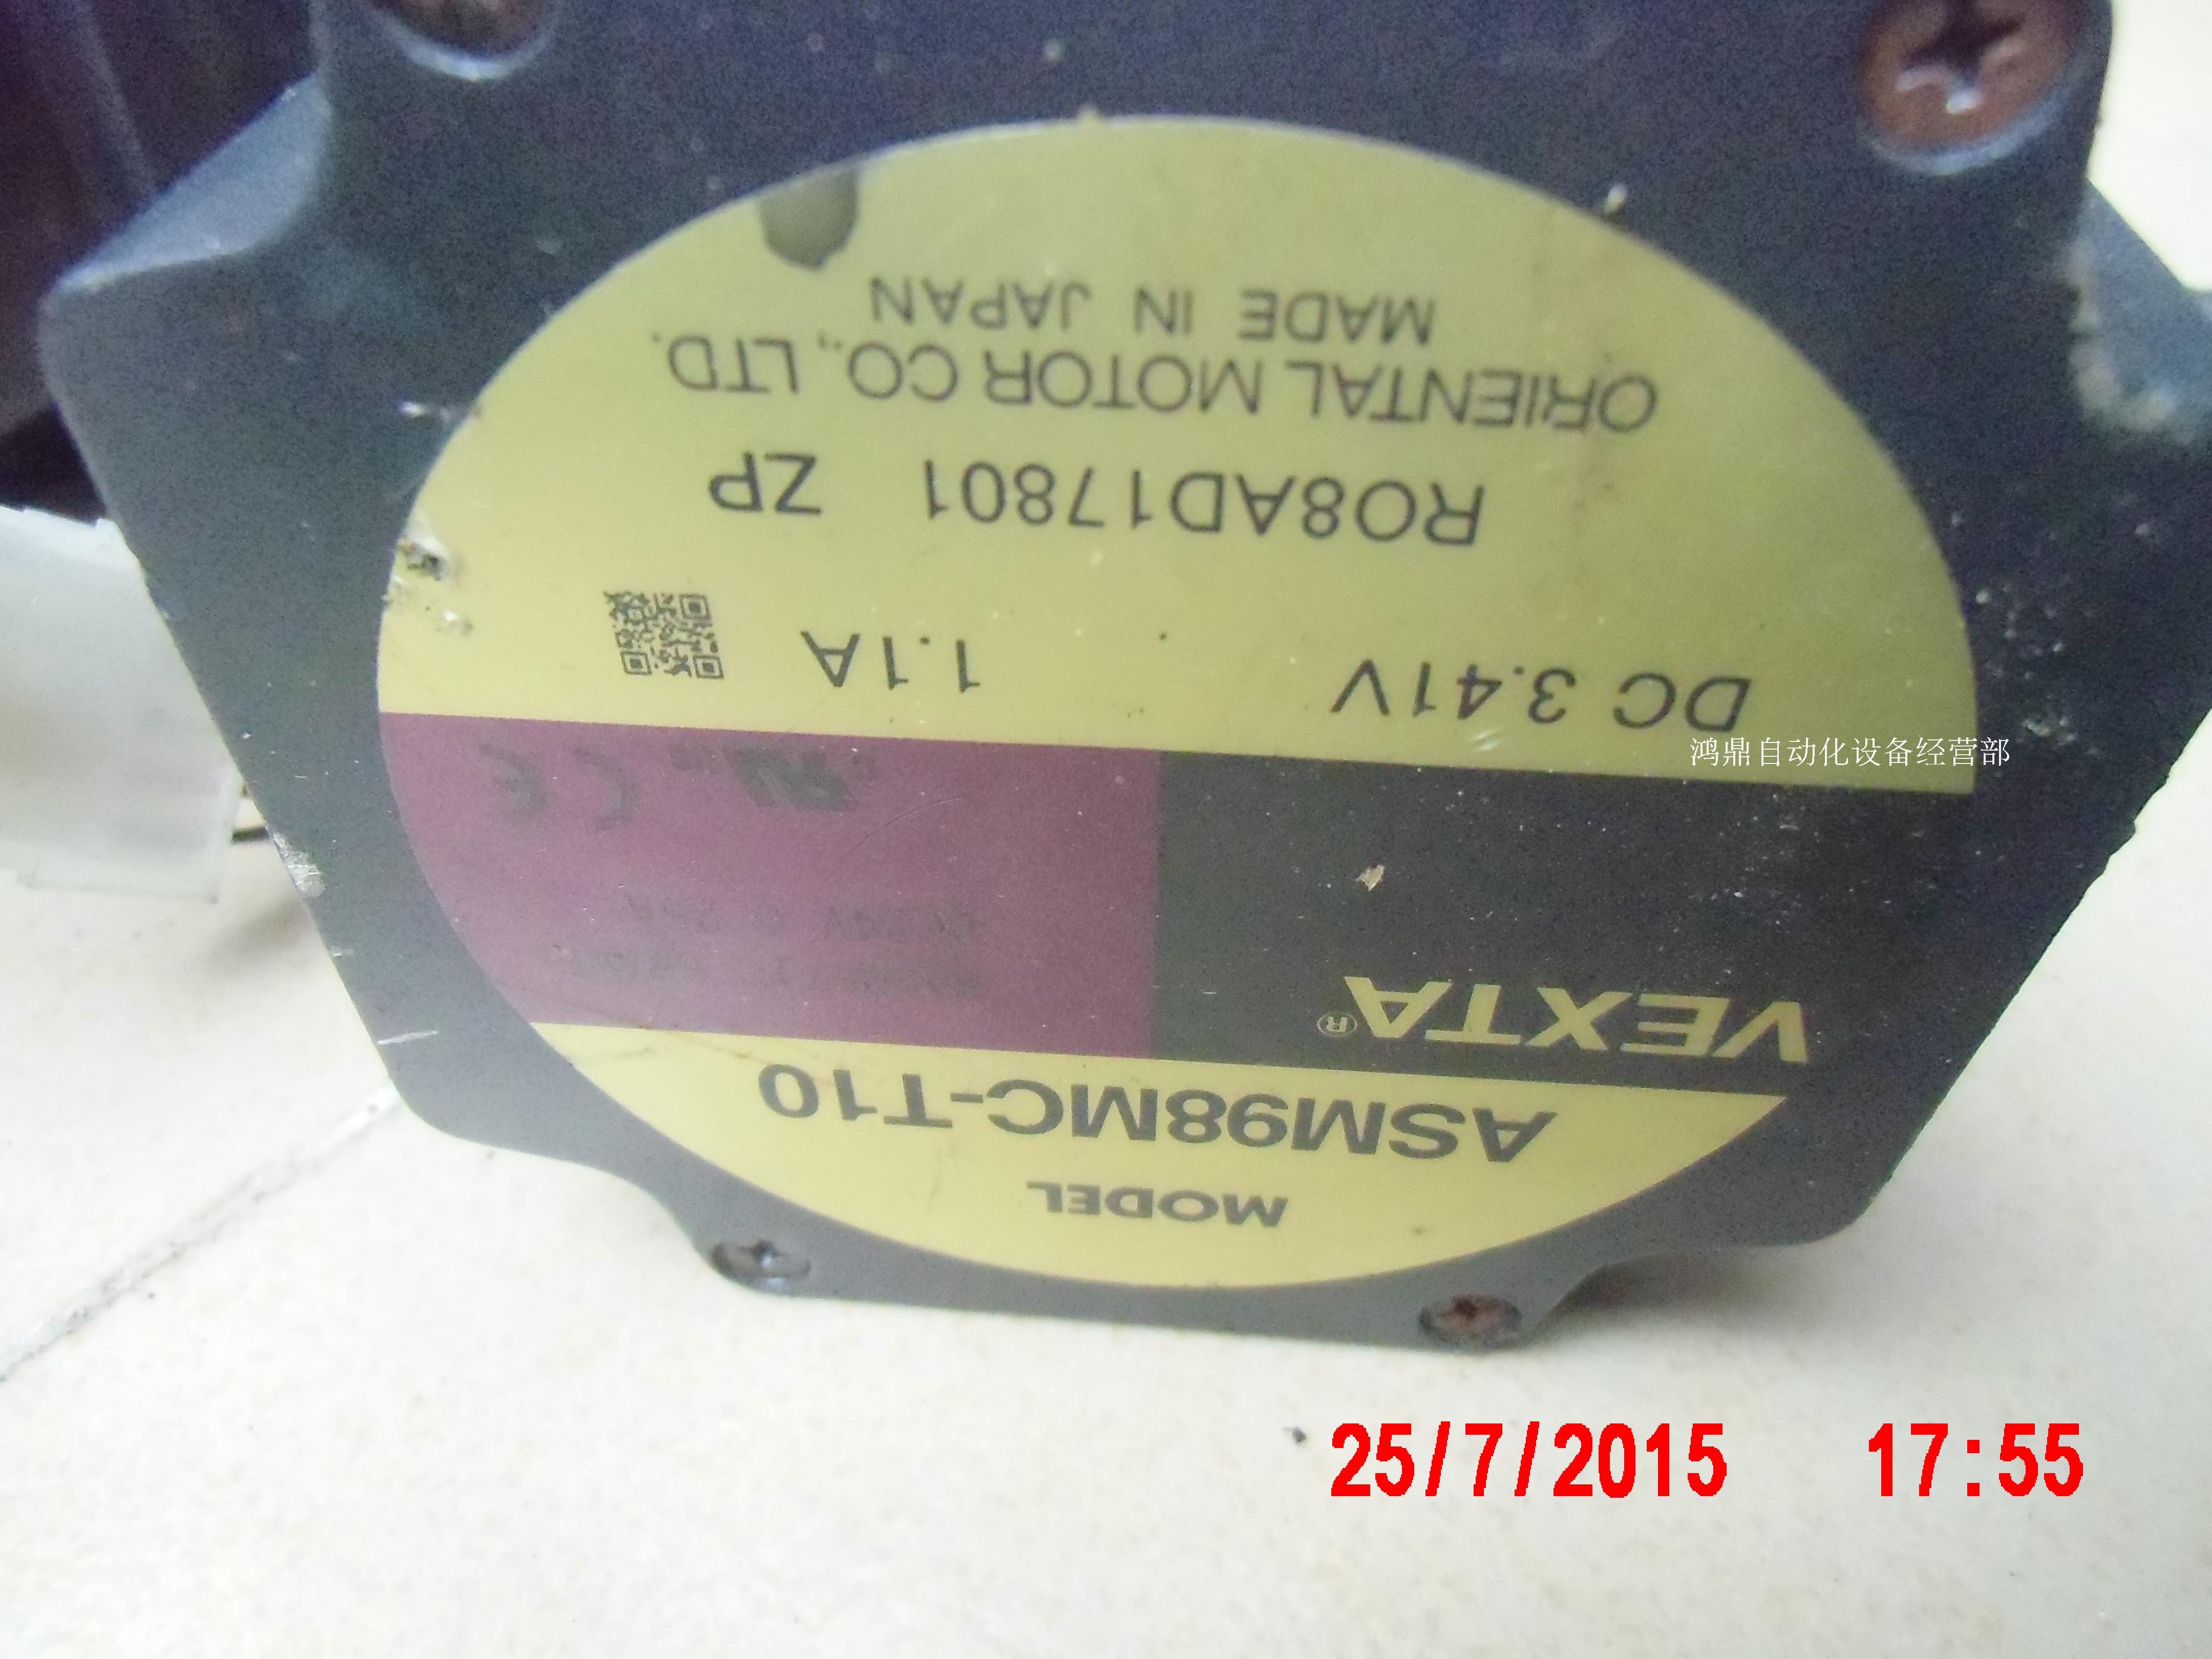 MODEL
ASM98MC-T10
VEXTA®
DC 3.41V 1.1A
RO8AD17801 ZP
ORIENTAL MOTOR CO., LTD.
MADE IN JAPAN
鸿鼎自动化设备经营部
25/7/2015 17:55